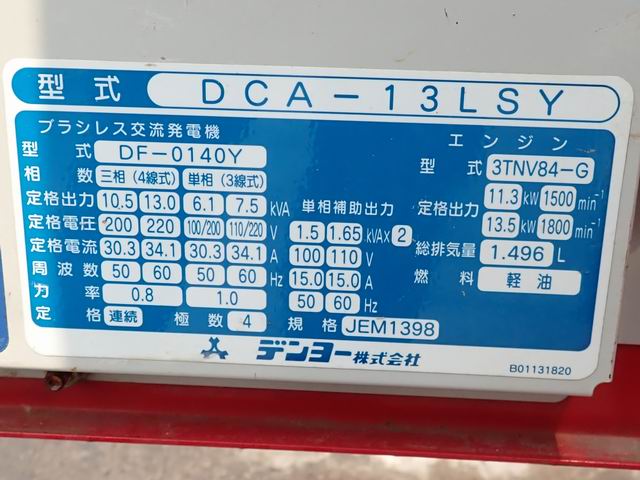 型式 DCA-13LSY
ブラシレス交流発電機
型式 DF-0140Y
相数 三相(4線式) 単相(3線式)
定格出力 10.5 13.0 6.1 7.5 kVA
定格電圧 200 220 100/200 110/220 V
定格電流 30.3 34.1 30.3 34.1 A
周波数 50 60 50 60 Hz
力率 0.8 1.0
定格 連続 極数 4 規格 JEM1398
単相補助出力
1.5 1.65 kVA×2
100 110 V
15.0 15.0 A
50 60 Hz
エンジン
型式 3TNV84-G
定格出力 11.3 kW 1500 min⁻¹
13.5 kW 1800 min⁻¹
総排気量 1.496 L
燃料 軽油
デンヨー株式会社
B01131820